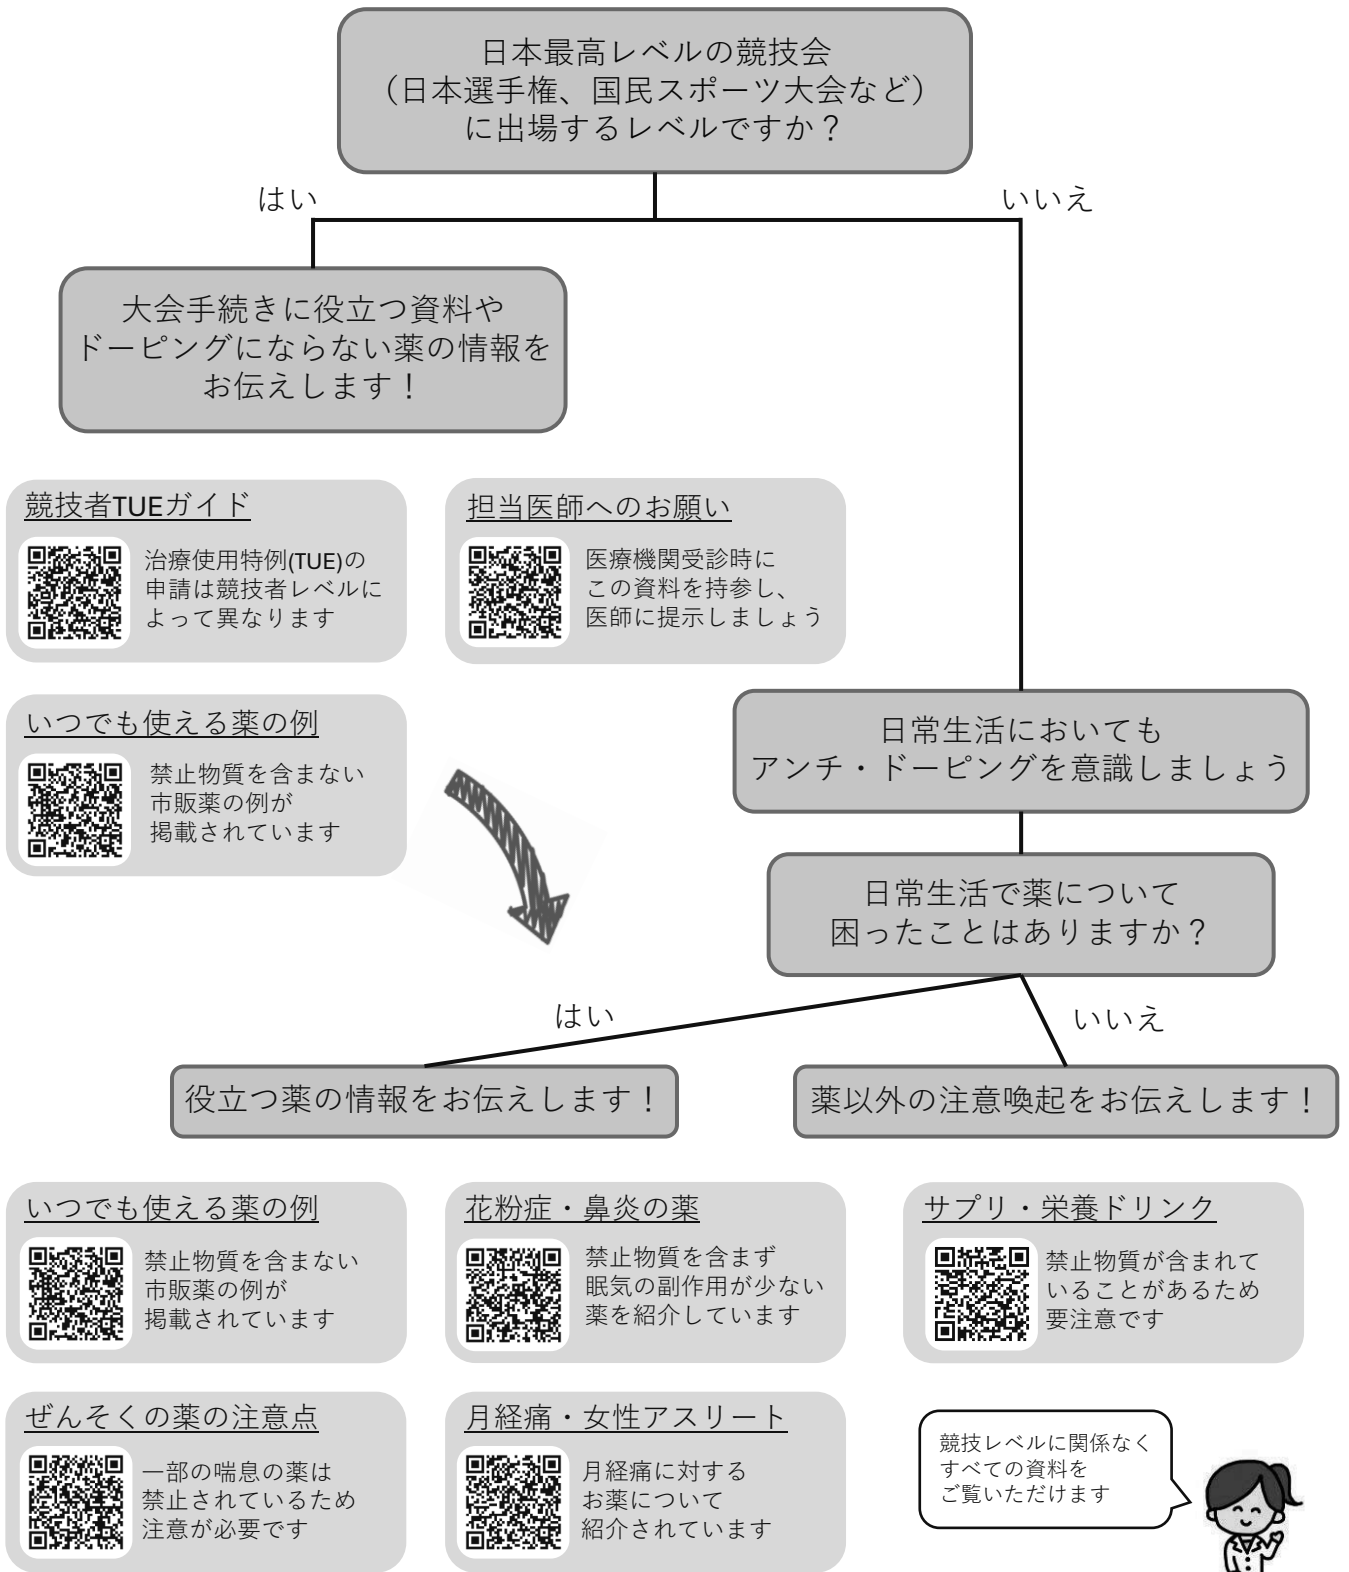 日本最高レベルの競技会
（日本選手権、国民スポーツ大会など）
に出場するレベルですか？
はい
いいえ
大会手続きに役立つ資料や
ドーピングにならない薬の情報を
お伝えします！
競技者TUEガイド
治療使用特例(TUE)の
申請は競技者レベルに
よって異なります
担当医師へのお願い
医療機関受診時に
この資料を持参し、
医師に提示しましょう
いつでも使える薬の例
禁止物質を含まない
市販薬の例が
掲載されています
日常生活においても
アンチ・ドーピングを意識しましょう
日常生活で薬について
困ったことはありますか？
はい
いいえ
役立つ薬の情報をお伝えします！
薬以外の注意喚起をお伝えします！
いつでも使える薬の例
禁止物質を含まない
市販薬の例が
掲載されています
花粉症・鼻炎の薬
禁止物質を含まず
眠気の副作用が少ない
薬を紹介しています
サプリ・栄養ドリンク
禁止物質が含まれて
いることがあるため
要注意です
ぜんそくの薬の注意点
一部の喘息の薬は
禁止されているため
注意が必要です
月経痛・女性アスリート
月経痛に対する
お薬について
紹介されています
競技レベルに関係なく
すべての資料を
ご覧いただけます